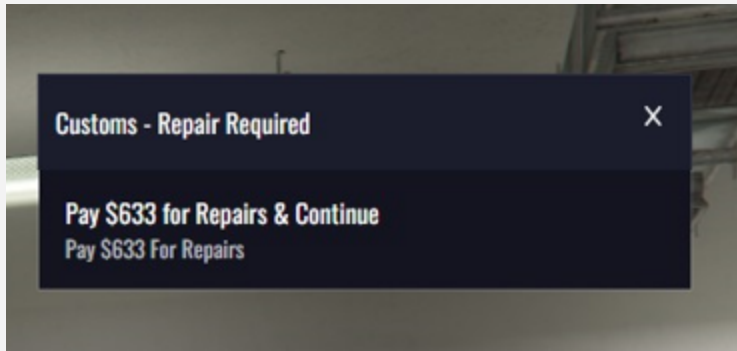 Customs - Repair Required
X
Pay $633 for Repairs & Continue
Pay $633 For Repairs